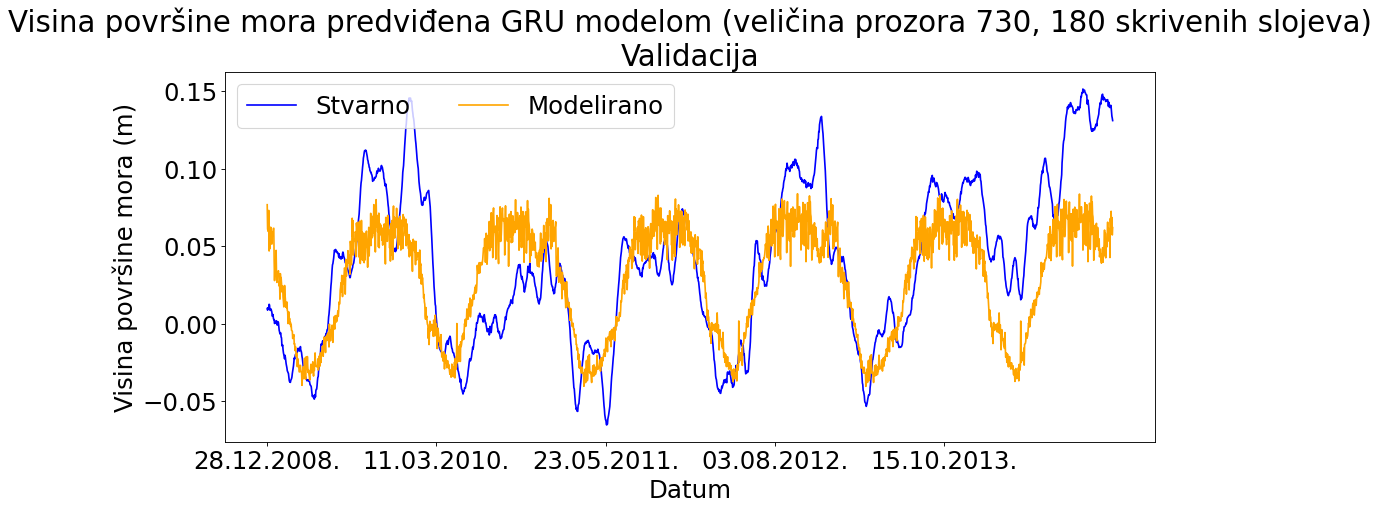 Visina površine mora predviđena GRU modelom (veličina prozora 730, 180 skrivenih slojeva)
Validacija
Stvarno
Modelirano
Visina površine mora (m)
0.15
0.10
0.05
0.00
−0.05
28.12.2008.
11.03.2010.
23.05.2011.
03.08.2012.
15.10.2013.
Datum